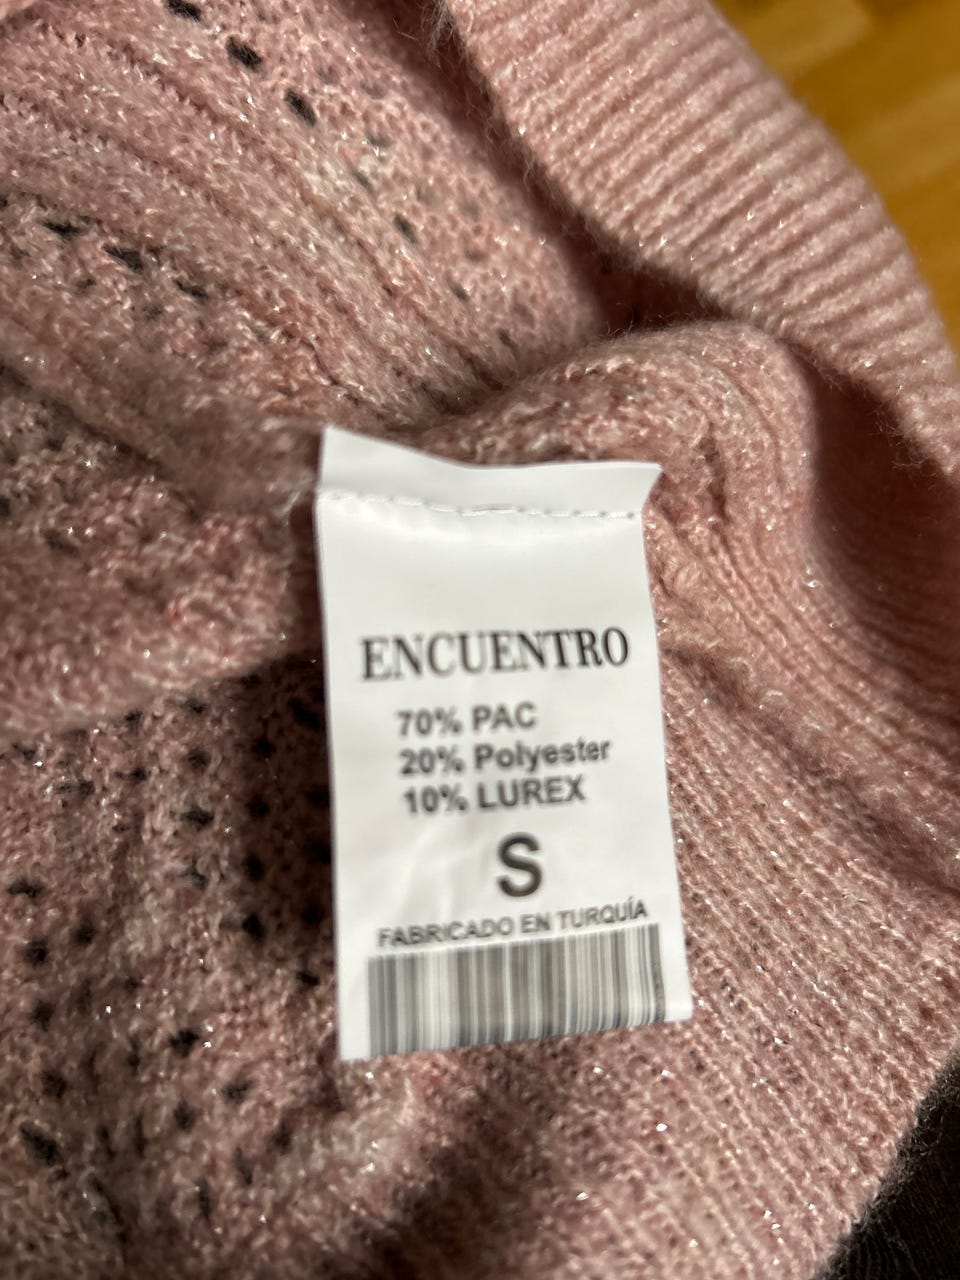 ENCUENTRO
70% PAC
20% Polyester
10% LUREX
S
FABRICADO EN TURQUÍA